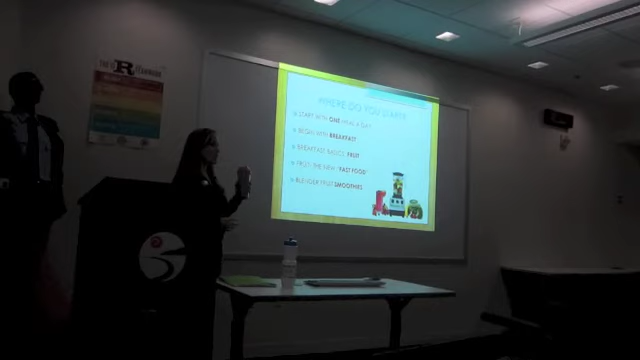 THE R
WHERE DO YOU START?
START WITH ONE MEAL A DAY
BEGIN WITH BREAKFAST
BREAKFAST FRUIT
FRUIT: THE NEW "FAST FOOD"
BLENDER FRUIT SMOOTHIES